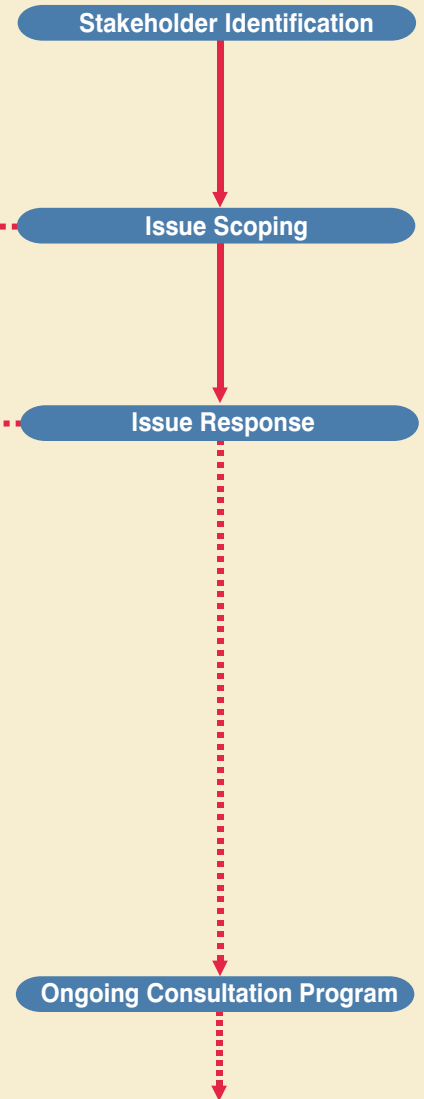 Stakeholder Identification
Issue Scoping
Issue Response
Ongoing Consultation Program